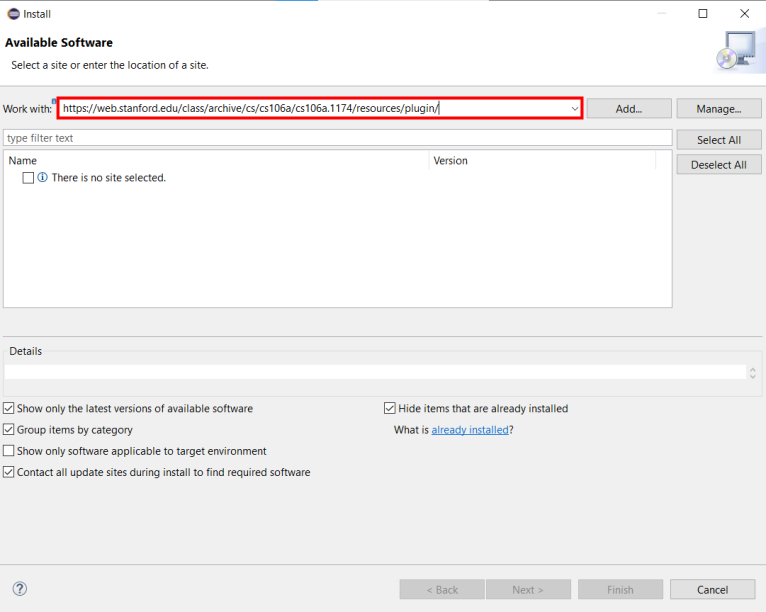 Install
Available Software
Select a site or enter the location of a site.
Work with: https://web.stanford.edu/class/archive/cs/cs106a/cs106a.1174/resources/plugin/ Add... Manage...
type filter text Select All
Name Version Deselect All
There is no site selected.
Details
Show only the latest versions of available software Hide items that are already installed
Group items by category What is already installed?
Show only software applicable to target environment
Contact all update sites during install to find required software
? < Back Next > Finish Cancel